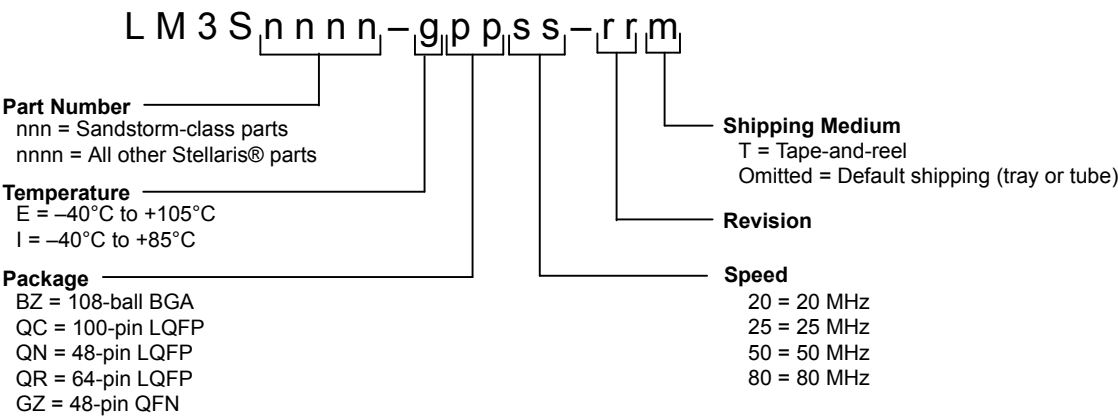 LM3Snnnn–gppss–rrm
Part Number
nnn = Sandstorm-class parts
nnnn = All other Stellaris® parts
Temperature
E = –40°C to +105°C
I = –40°C to +85°C
Package
BZ = 108-ball BGA
QC = 100-pin LQFP
QN = 48-pin LQFP
QR = 64-pin LQFP
GZ = 48-pin QFN
Shipping Medium
T = Tape-and-reel
Omitted = Default shipping (tray or tube)
Revision
Speed
20 = 20 MHz
25 = 25 MHz
50 = 50 MHz
80 = 80 MHz